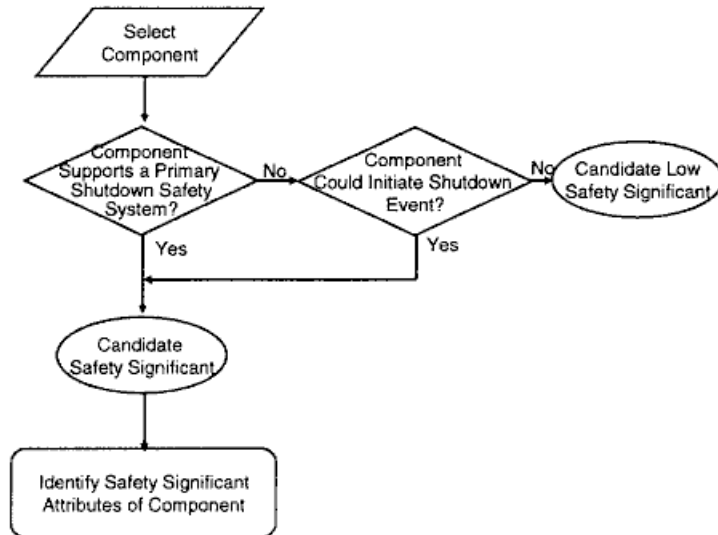 Select
Component
Component
Supports a Primary
Shutdown Safety
System?
No
Component
Could Initiate Shutdown
Event?
No
Candidate Low
Safety Significant
Yes
Yes
Candidate
Safety Significant
Identify Safety Significant
Attributes of Component